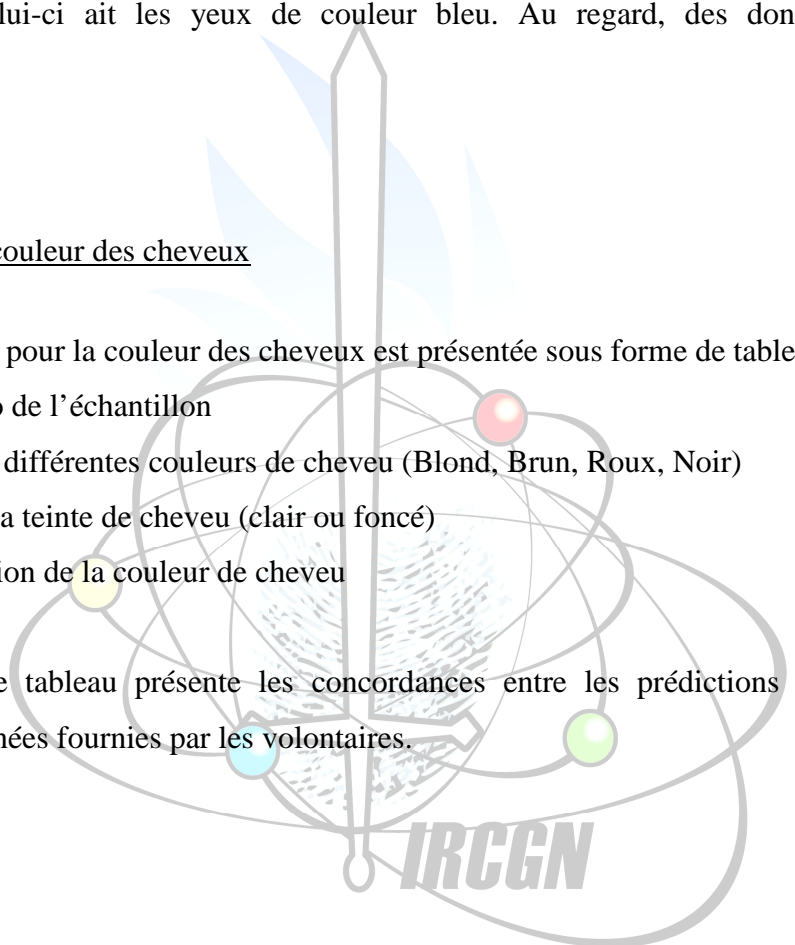 lui-ci ait les yeux de couleur bleu. Au regard, des don
couleur des cheveux
pour la couleur des cheveux est présentée sous forme de table
de l’échantillon
différentes couleurs de cheveu (Blond, Brun, Roux, Noir)
a teinte de cheveu (clair ou foncé)
ion de la couleur de cheveu
e tableau présente les concordances entre les prédictions
nées fournies par les volontaires.
IRCGN